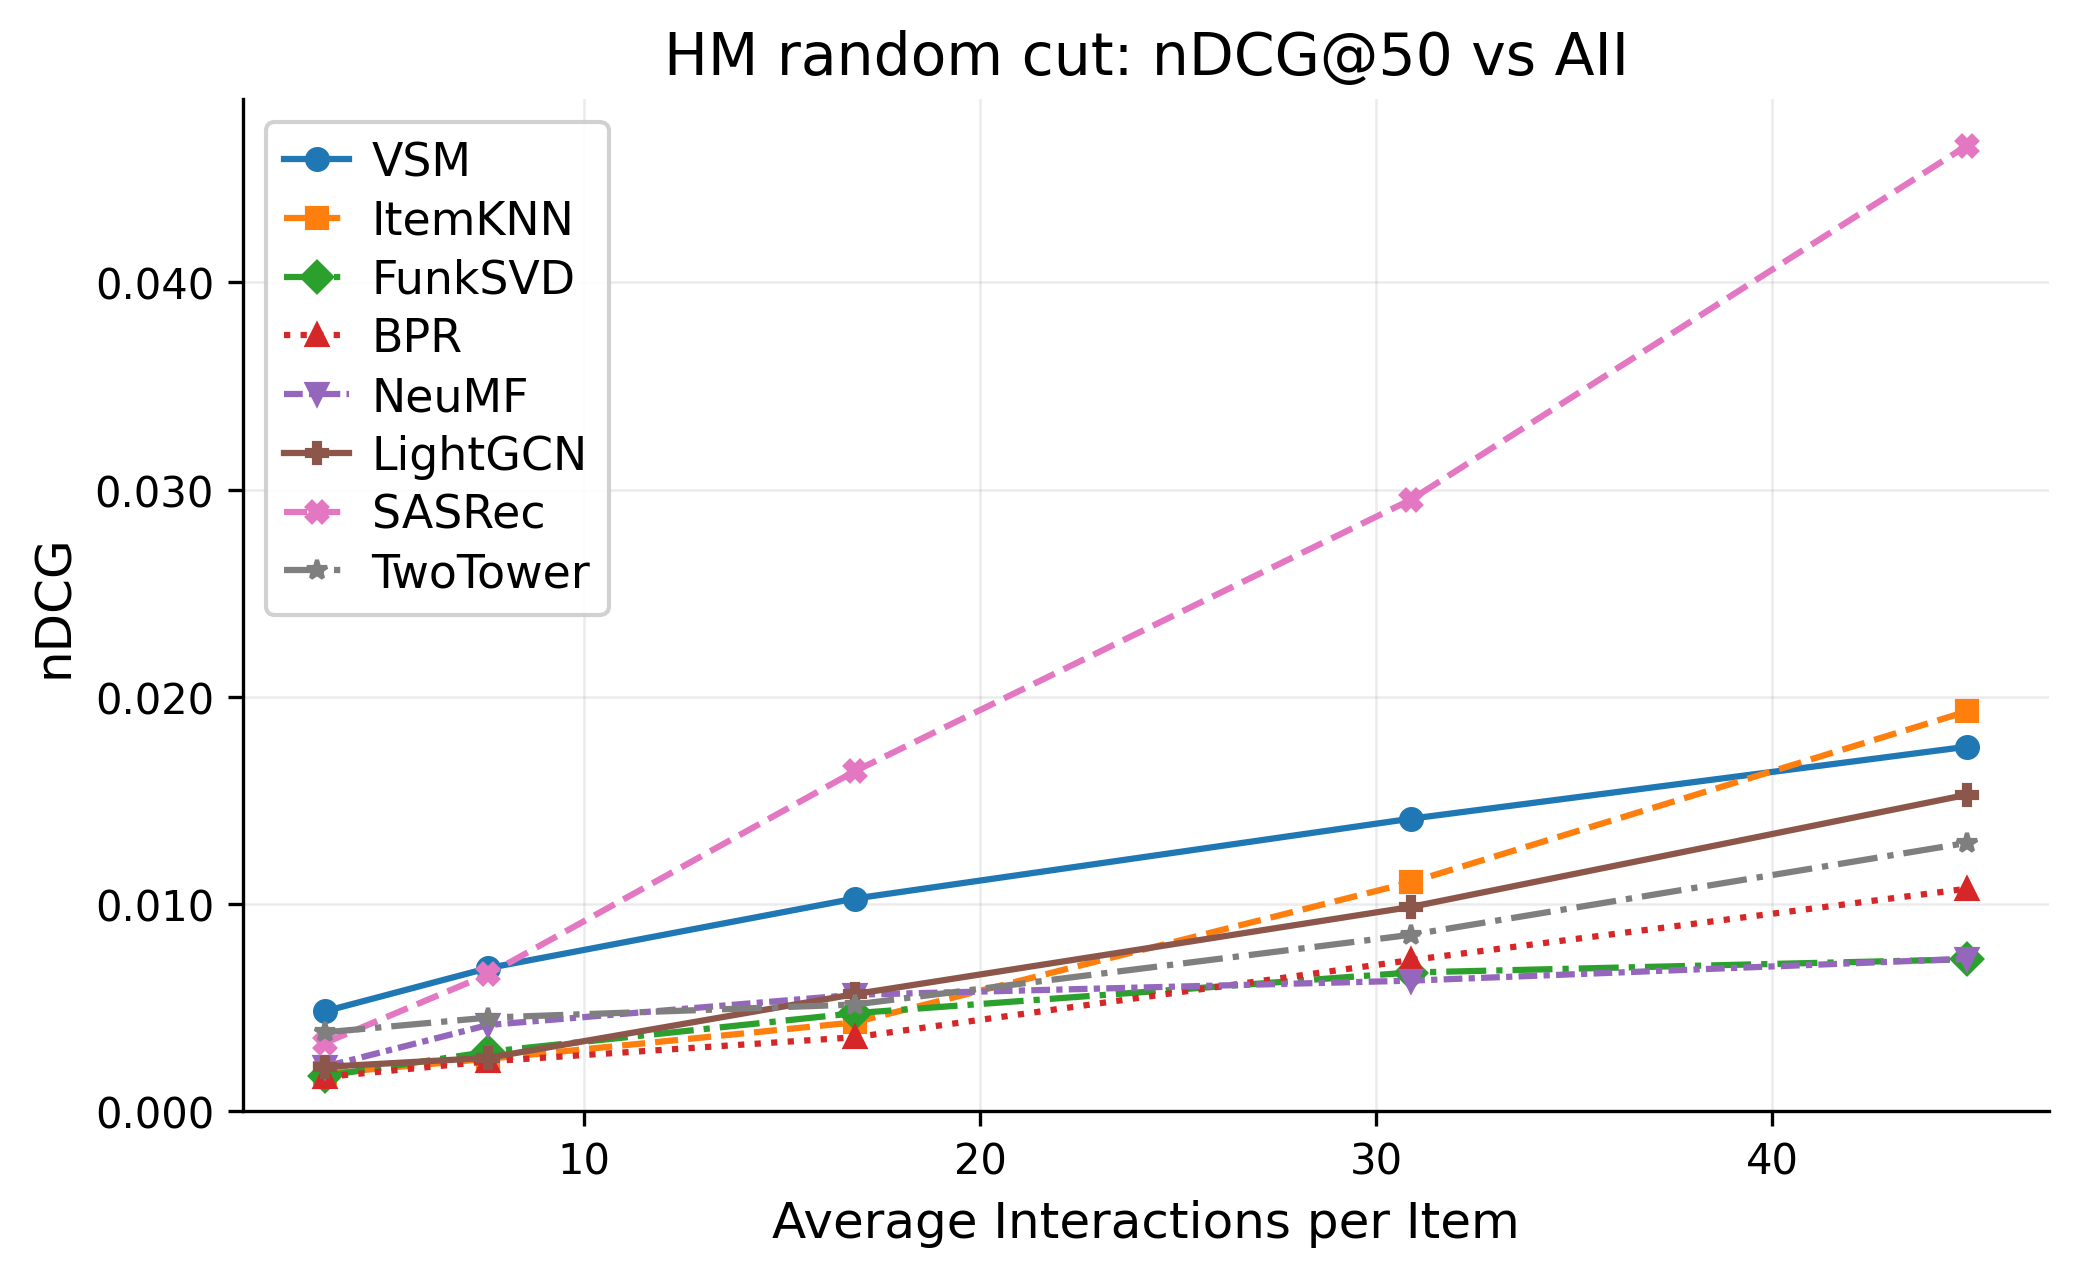 HM random cut: nDCG@50 vs AII
VSM
ItemKNN
FunkSVD
BPR
NeuMF
LightGCN
SASRec
TwoTower
nDCG
0.040
0.030
0.020
0.010
0.000
10 20 30 40
Average Interactions per Item